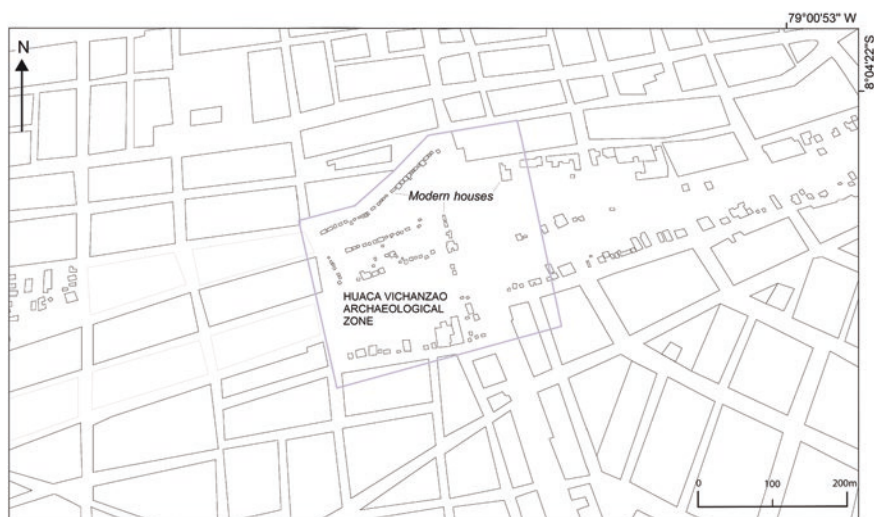 79°00'53" W
8°04'22"S
N
Modern houses
HUACA VICHANZAO
ARCHAEOLOGICAL
ZONE
0 100 200m